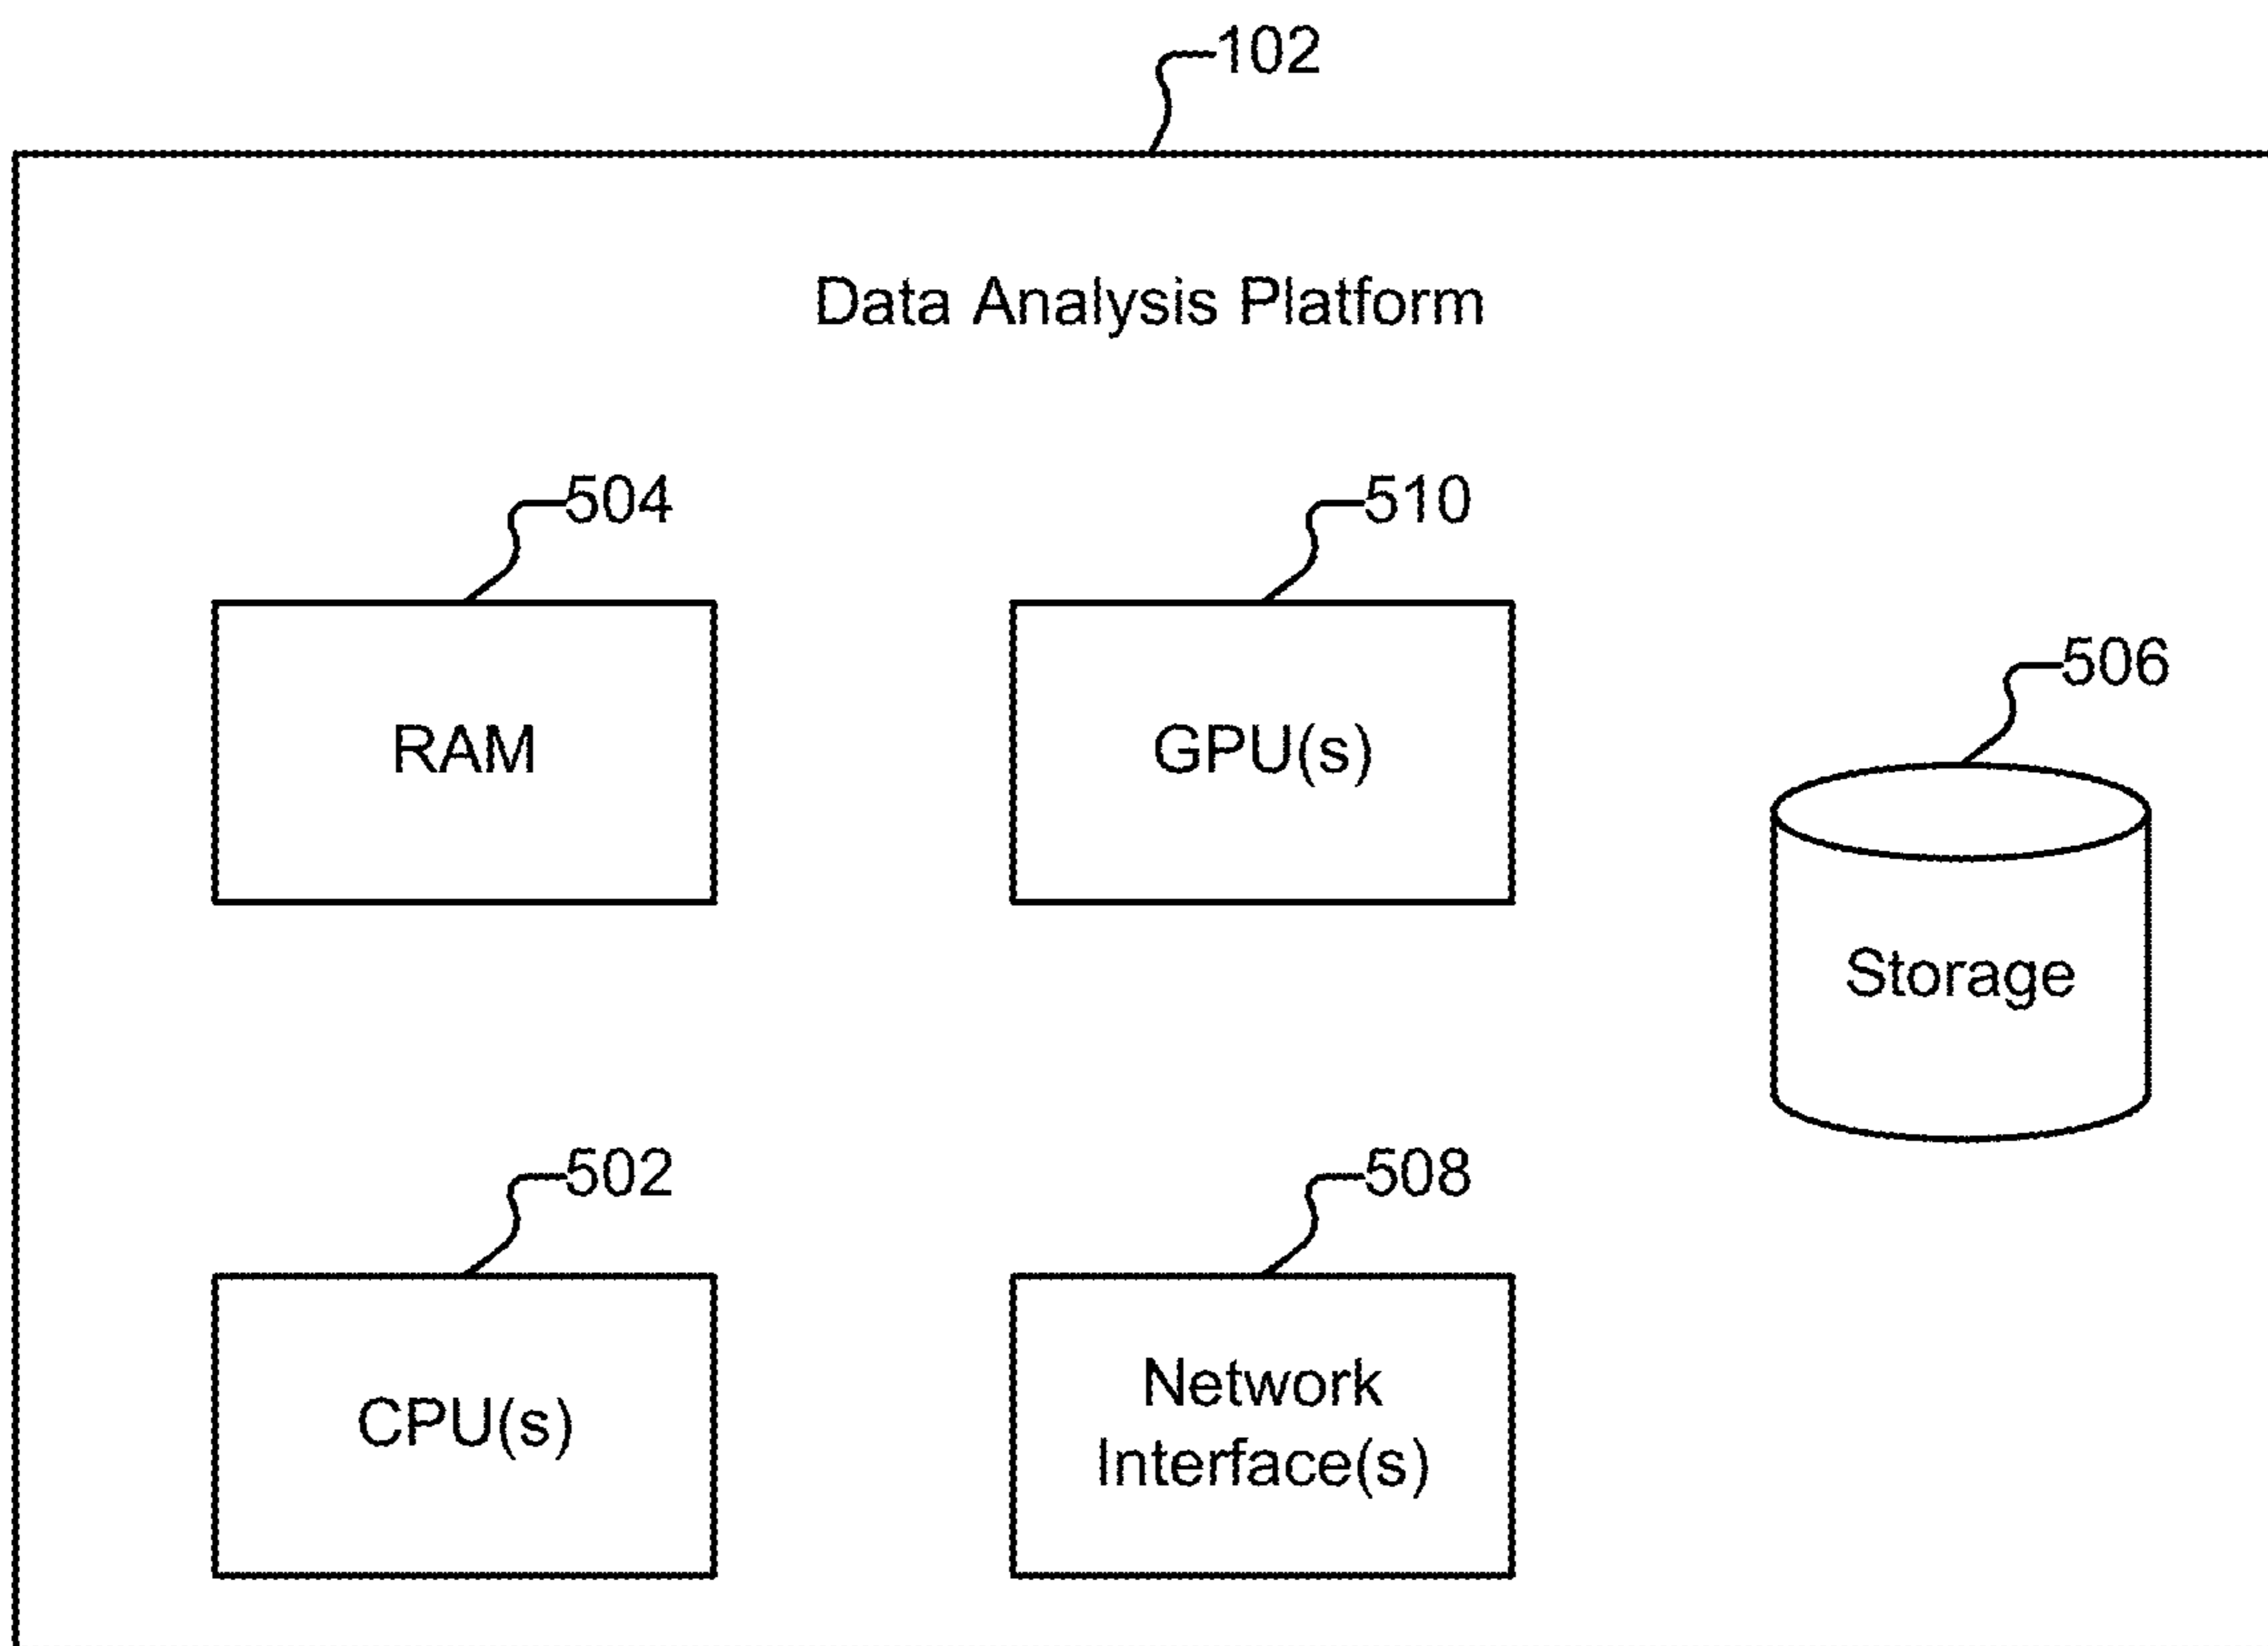 102
Data Analysis Platform
504
510
506
RAM
GPU(s)
Storage
502
508
CPU(s)
Network
Interface(s)